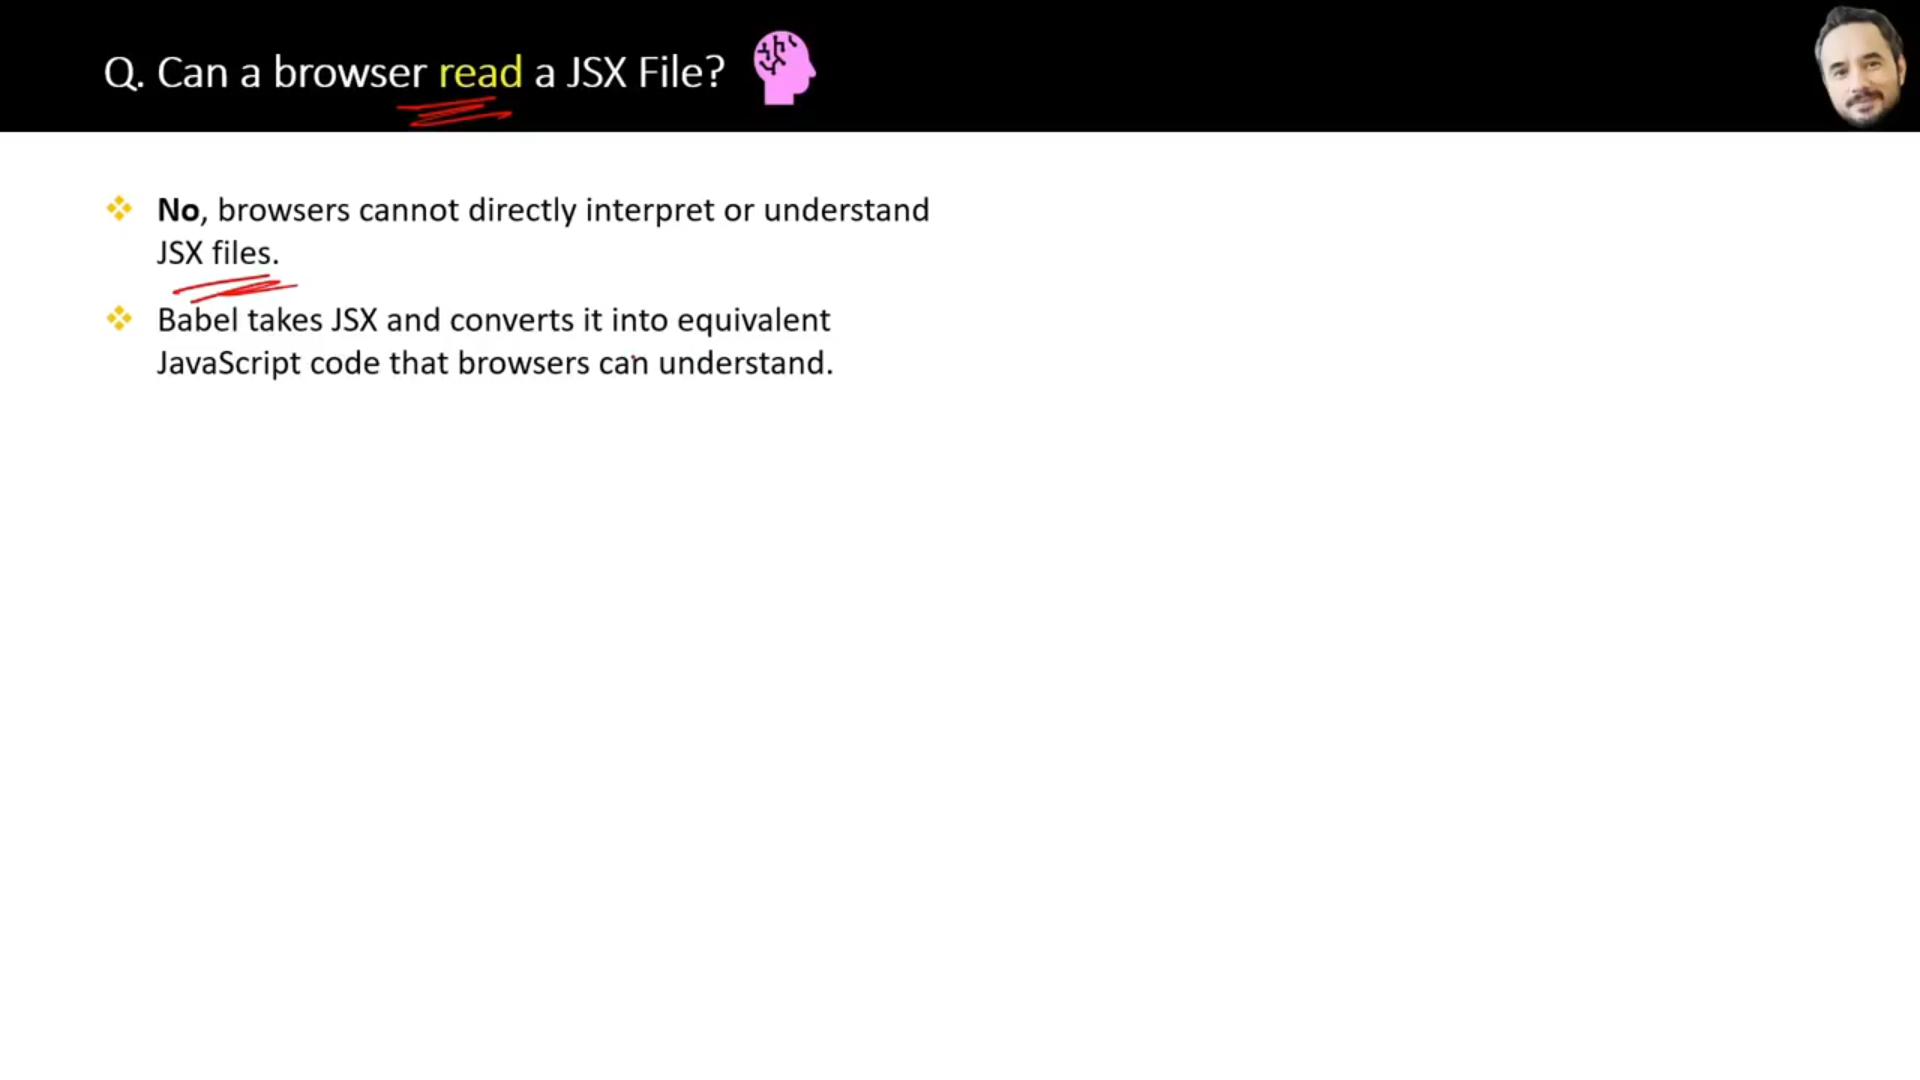 Q. Can a browser read a JSX File?
No, browsers cannot directly interpret or understand
JSX files.
Babel takes JSX and converts it into equivalent
JavaScript code that browsers can understand.